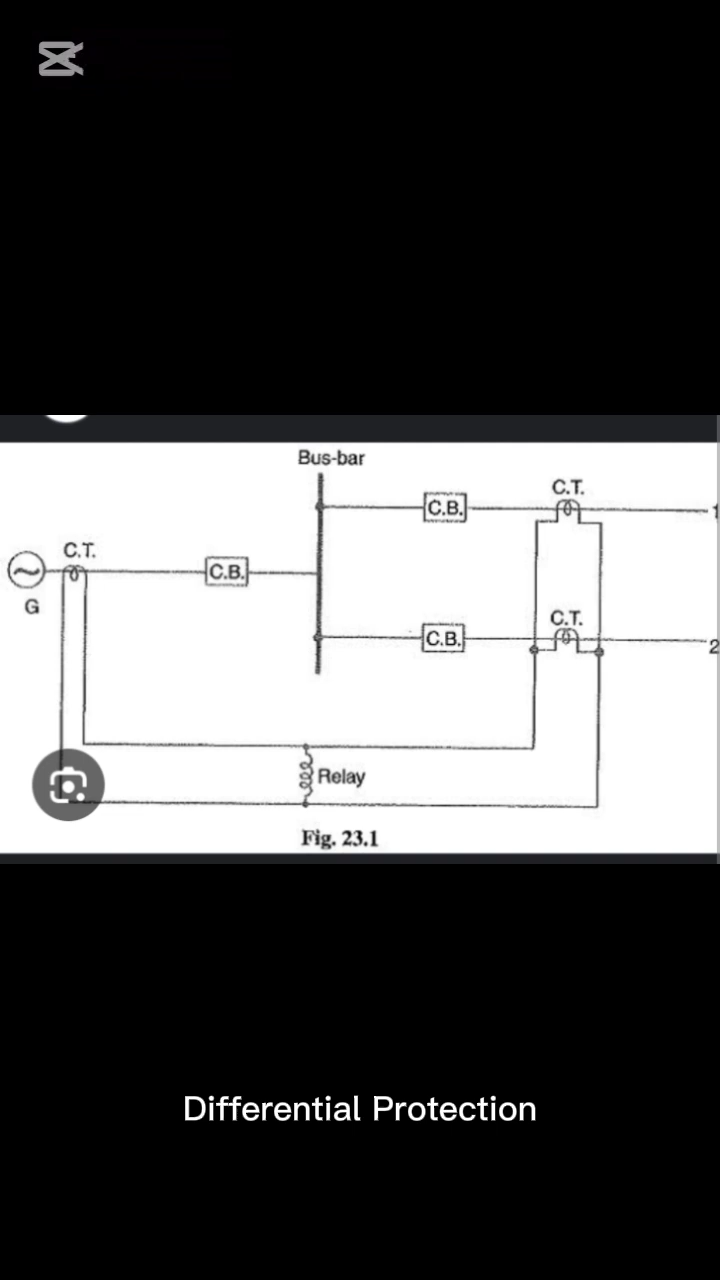 Bus-bar
C.T.
C.B.
1
C.T.
C.B.
G
C.T.
C.B.
2
Relay
Fig. 23.1
Differential Protection